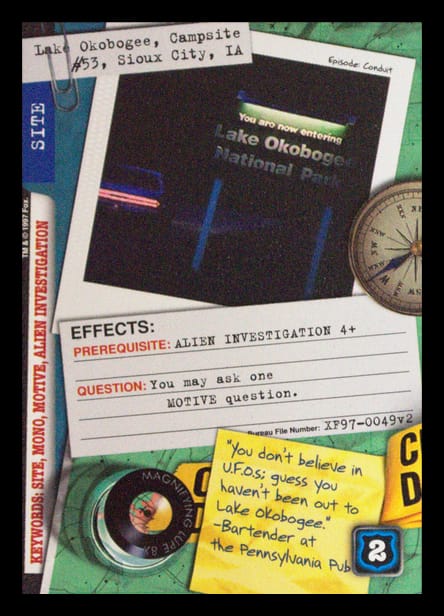 Lake Okobogee, Campsite
#53, Sioux City, IA
Episode: Conduit
SITE
You are now entering
Lake Okobogee
National Park
TM & © 1997 Fox.
KEYWORDS: SITE, MONO, MOTIVE, ALIEN INVESTIGATION
EFFECTS:
PREREQUISITE: ALIEN INVESTIGATION 4+
QUESTION: You may ask one
MOTIVE question.
Bureau File Number: XF97-0049v2
MAGNIFYING LUPE 8X
"You don't believe in
U.F.O.s; guess you
haven't been out to
Lake Okobogee."
-Bartender at
the Pennsylvania Pub
2